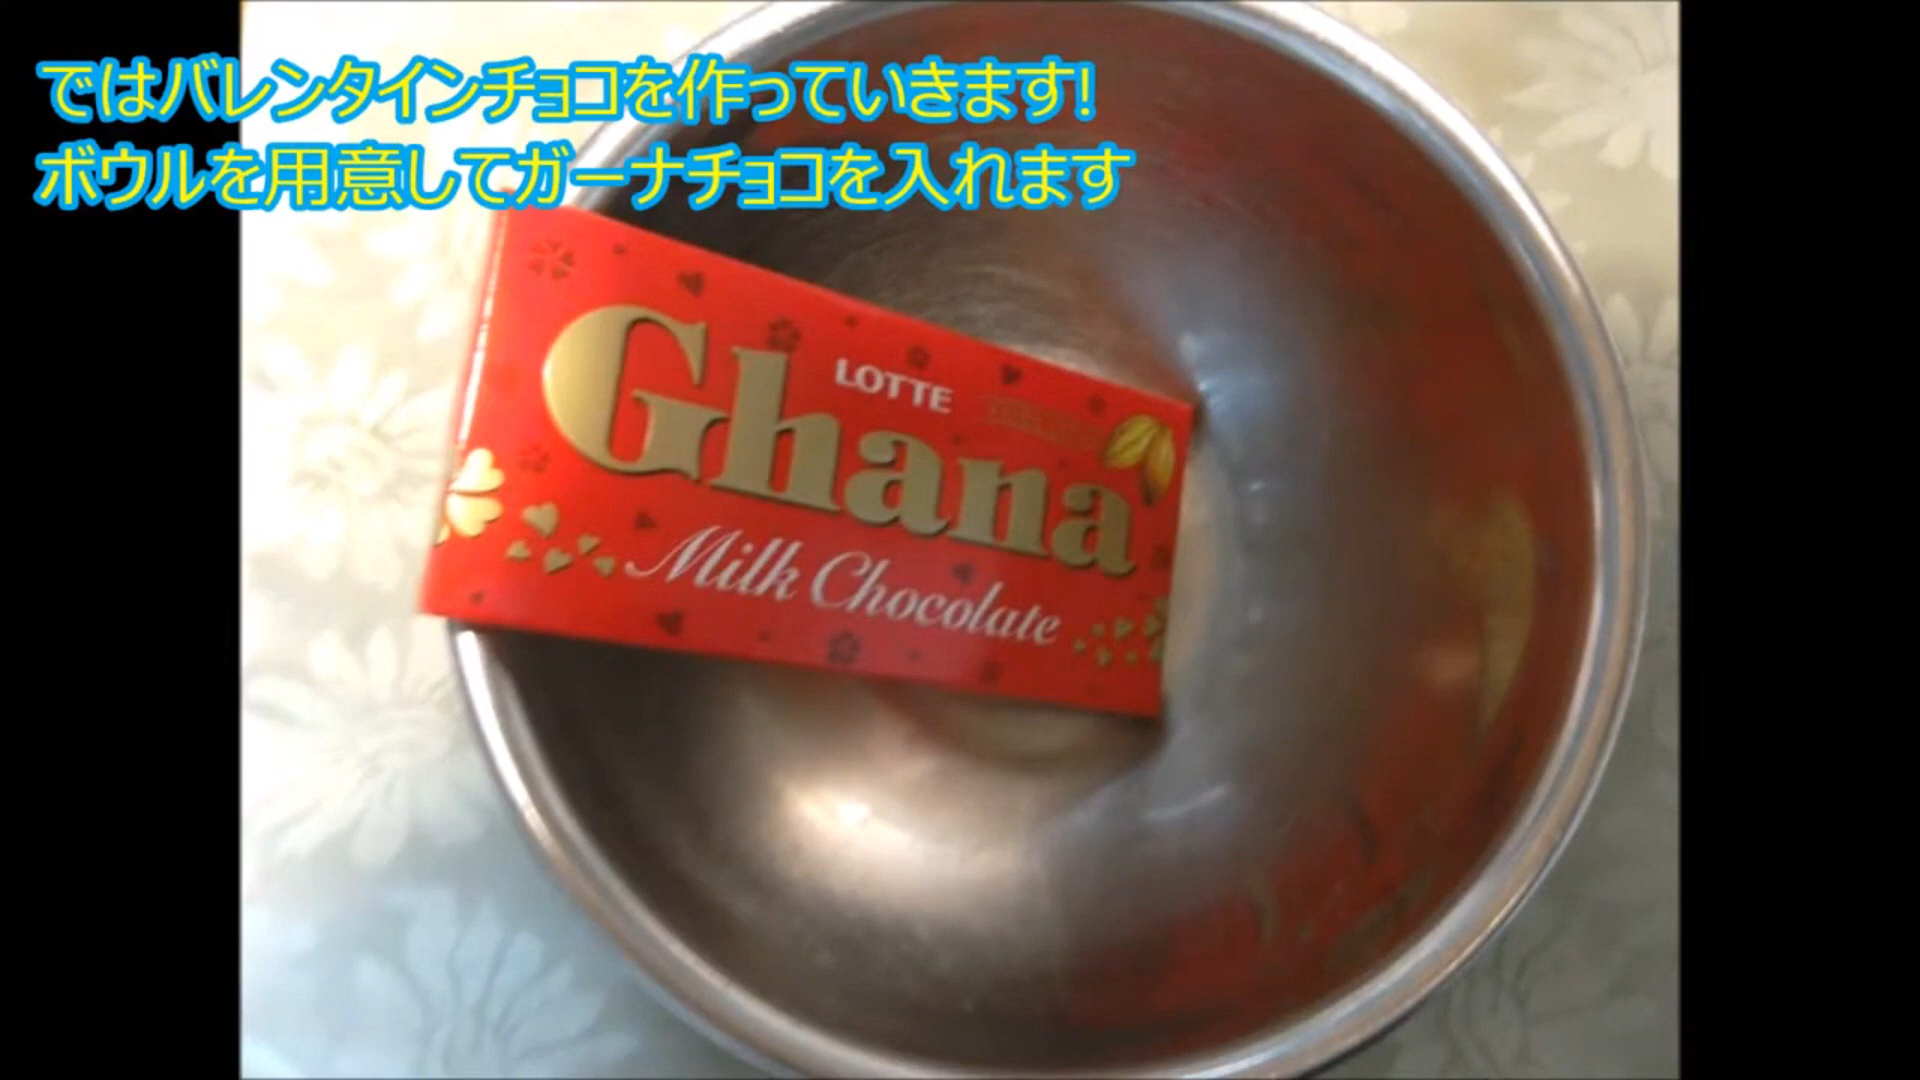 ではバレンタインチョコを作っていきます!
ボウルを用意してガーナチョコを入れます
LOTTE
Ghana
Milk Chocolate